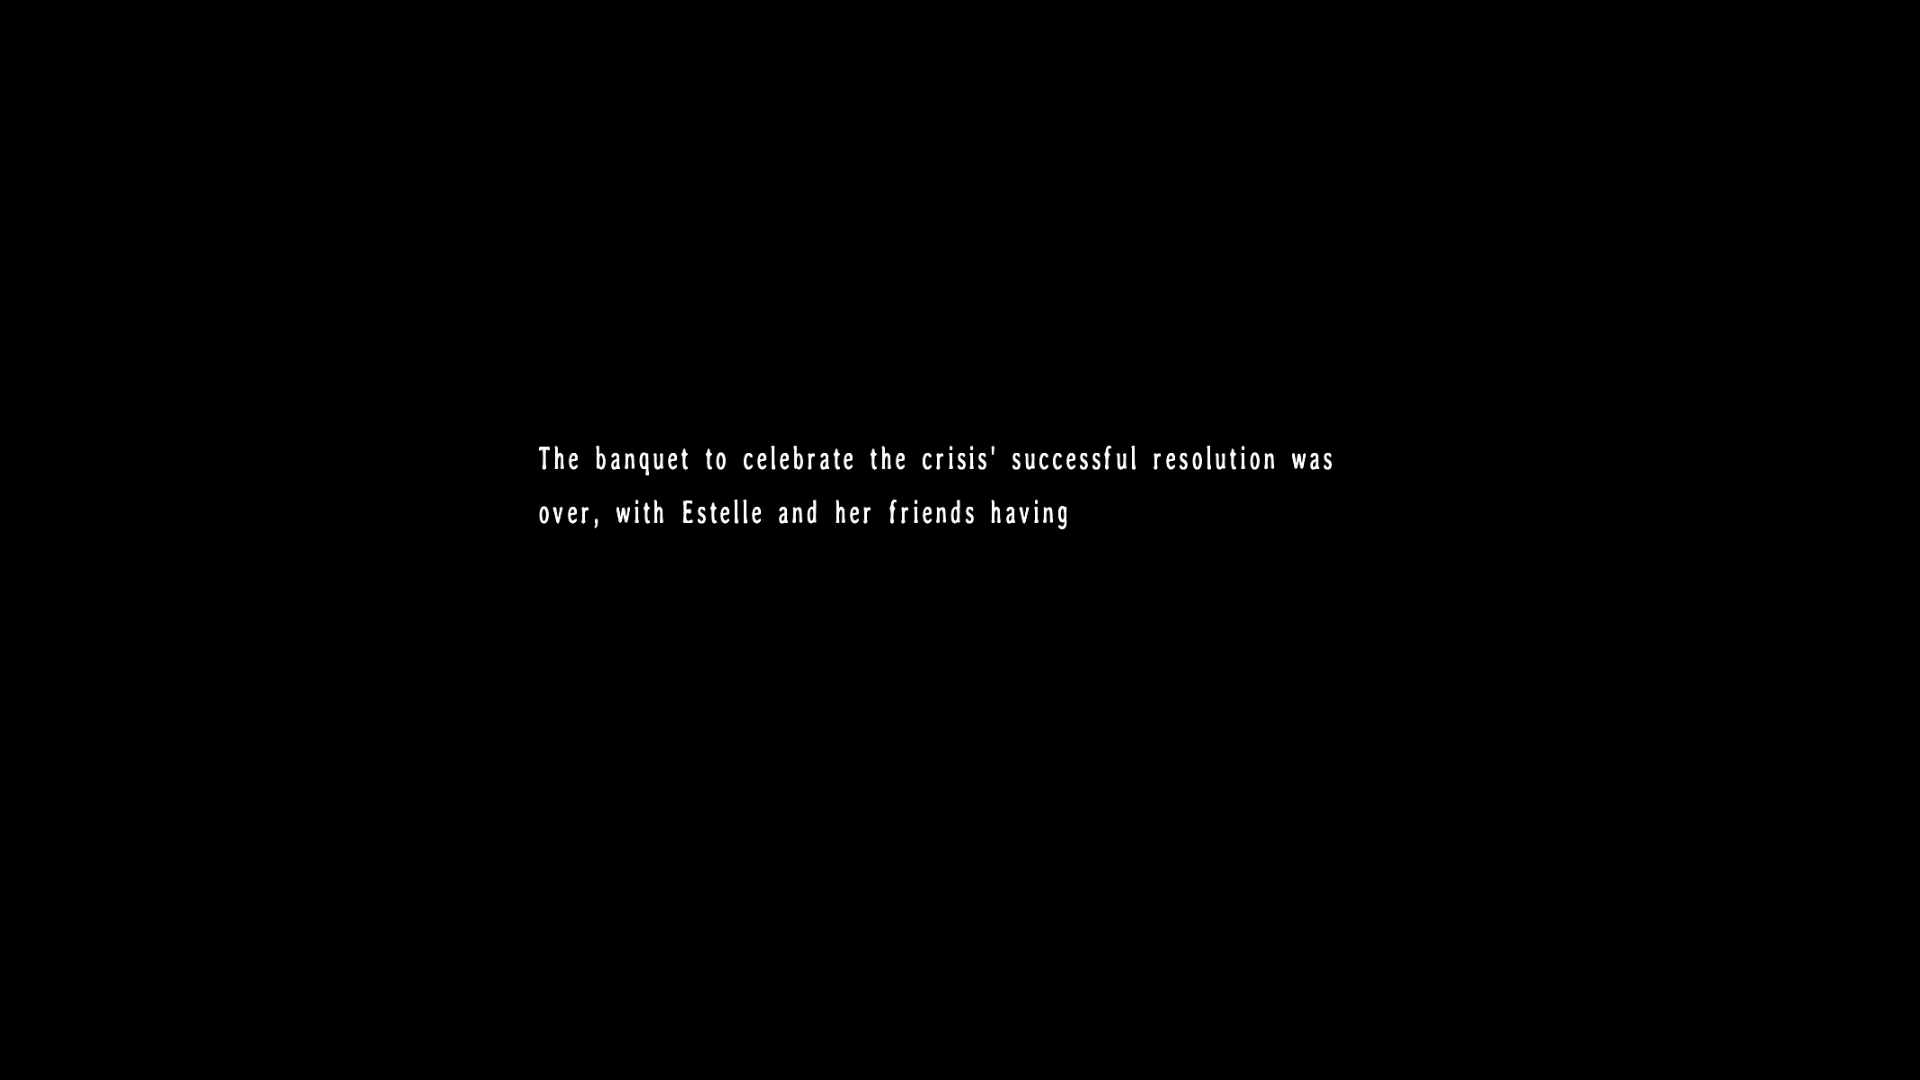 The banquet to celebrate the crisis' successful resolution was
over, with Estelle and her friends having